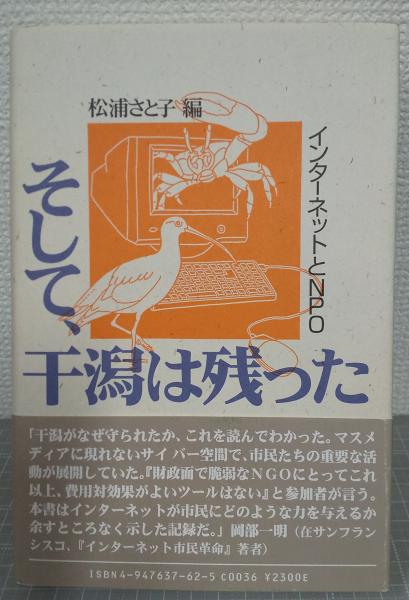 松浦さと子 編
インターネットとNPO
そして、
干潟は残った
「干潟がなぜ守られたか、これを読んでわかった。マスメ
ディアに現れないサイバー空間で、市民たちの重要な活
動が展開していた。『財政面で脆弱なNGOにとってこれ
以上、費用対効果がよいツールはない』と参加者が言う。
本書はインターネットが市民にどのような力を与えるか
余すところなく示した記録だ。」岡部一明（在サンフラン
シスコ、『インターネット市民革命』著者）
ISBN4-947637-62-5 C0036 ¥2300E